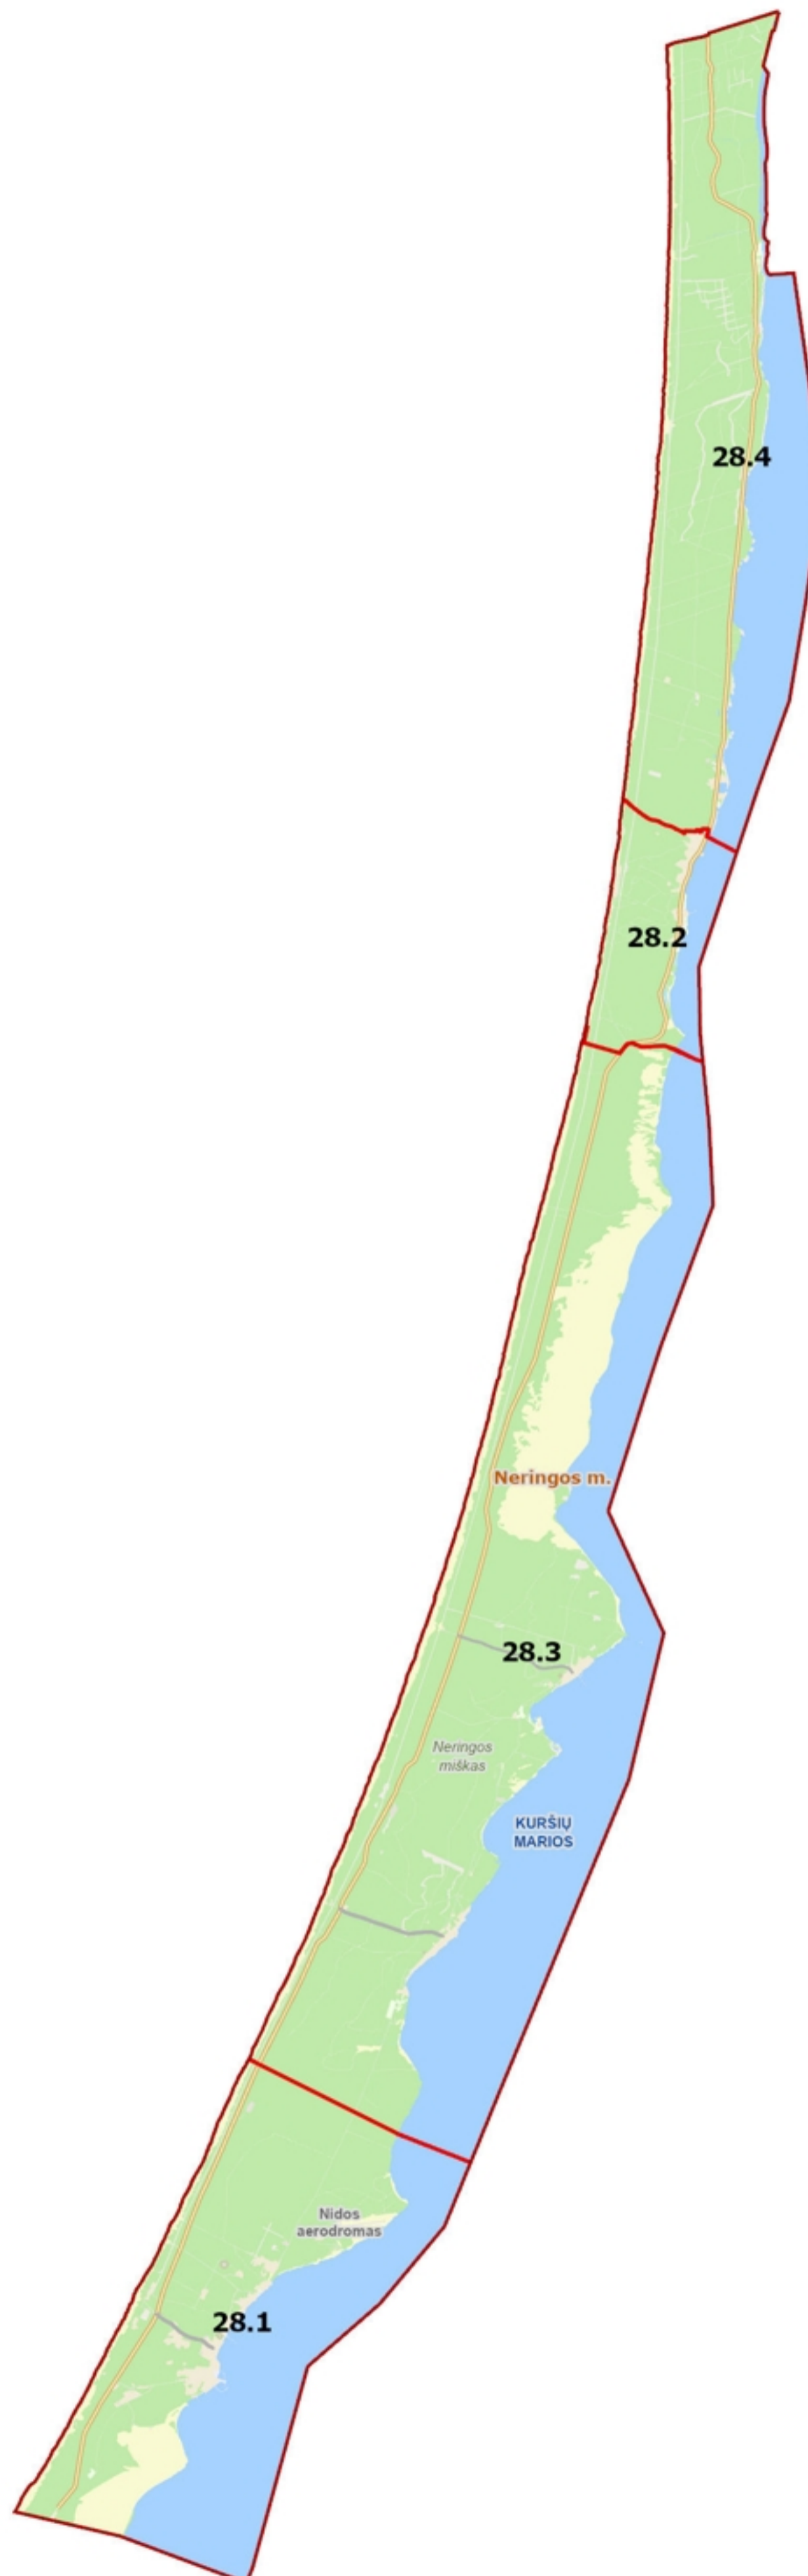 28.4
28.2
Neringos m.
28.3
Neringos
miškas
KURŠIŲ
MARIOS
Nidos
aerodromas
28.1